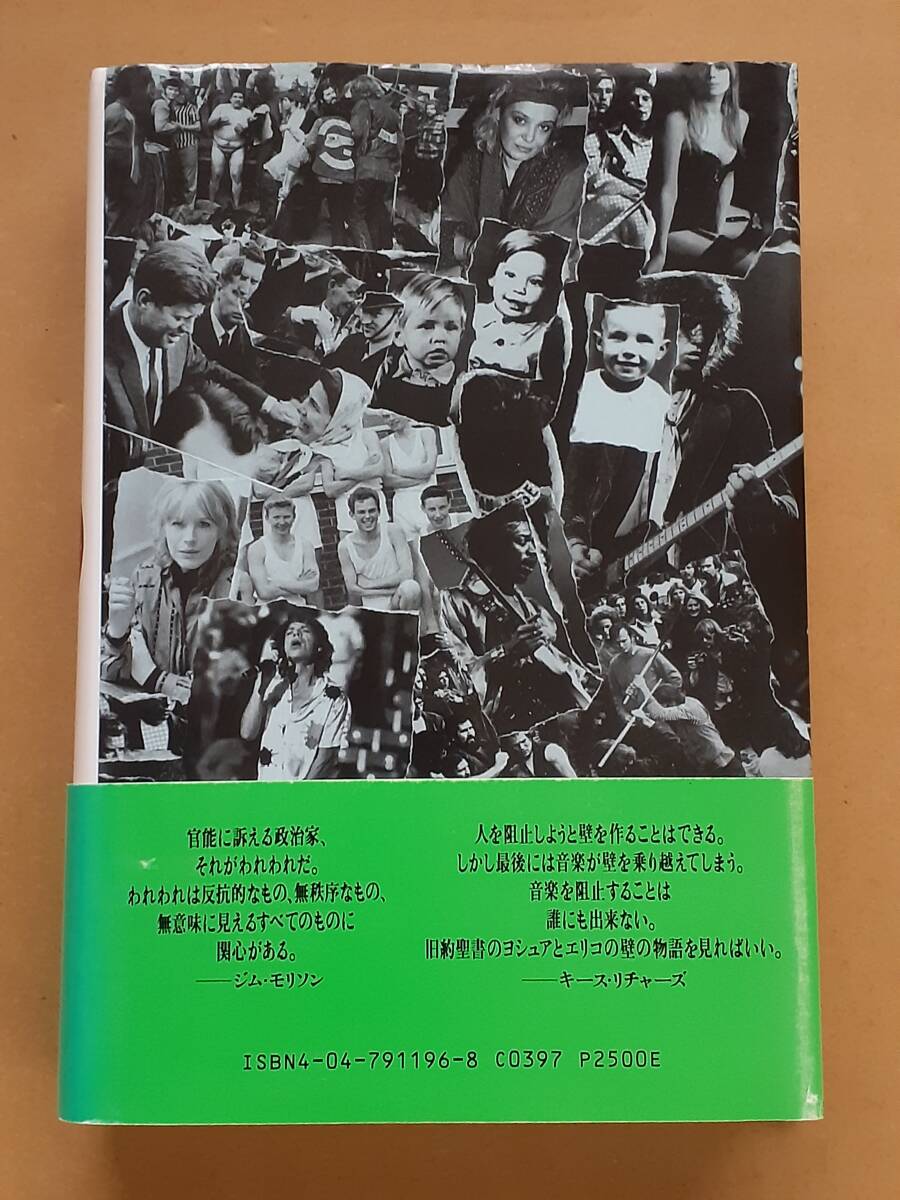 官能に訴える政治家、
それがわれわれだ。
われわれは反抗的なもの、無秩序なもの、
無意味に見えるすべてのものに
関心がある。
——ジム・モリソン
人を阻止しようと壁を作ることはできる。
しかし最後には音楽が壁を乗り越えてしまう。
音楽を阻止することは
誰にも出来ない。
旧約聖書のヨシュアとエリコの壁の物語を見ればいい。
——キース・リチャーズ
ISBN4-04-791196-8 C0397 P2500E